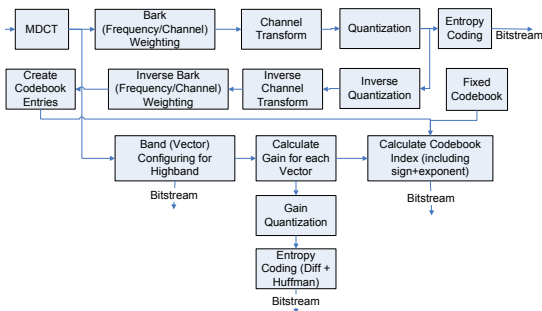 MDCT
Bark
(Frequency/Channel)
Weighting
Channel
Transform
Quantization
Entropy
Coding
Bitstream
Create
Codebook
Entries
Inverse Bark
(Frequency/Channel)
Weighting
Inverse
Channel
Transform
Inverse
Quantization
Fixed
Codebook
Band (Vector)
Configuring for
Highband
Calculate
Gain for each
Vector
Calculate Codebook
Index (including
sign+exponent)
Bitstream
Bitstream
Gain
Quantization
Entropy
Coding (Diff +
Huffman)
Bitstream